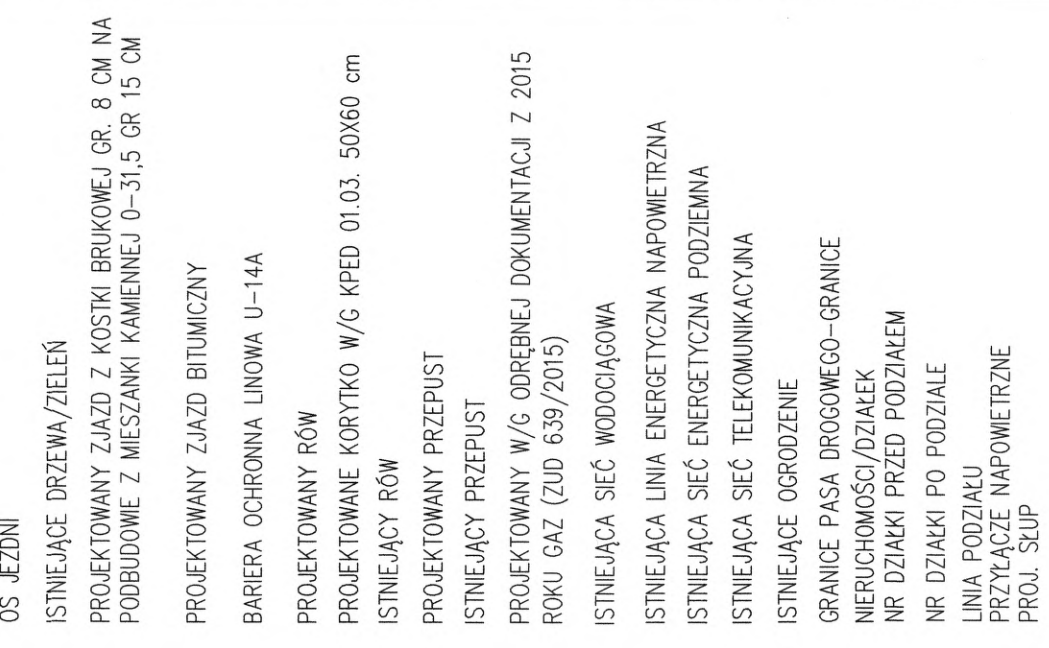 OŚ JEZDNI
ISTNIEJĄCE DRZEWA/ZIELEŃ
PROJEKTOWANY ZJAZD Z KOSTKI BRUKOWEJ GR. 8 CM NA
PODBUDOWIE Z MIESZANKI KAMIENNEJ 0-31,5 GR 15 CM
PROJEKTOWANY ZJAZD BITUMICZNY
BARIERA OCHRONNA LINOWA U-14A
PROJEKTOWANY RÓW
PROJEKTOWANE KORYTKO W/G KPED 01.03. 50X60 cm
ISTNIEJĄCY RÓW
PROJEKTOWANY PRZEPUST
ISTNIEJĄCY PRZEPUST
PROJEKTOWANY W/G ODRĘBNEJ DOKUMENTACJI Z 2015
ROKU GAZ (ZUD 639/2015)
ISTNIEJĄCA SIEĆ WODOCIĄGOWA
ISTNIEJĄCA LINIA ENERGETYCZNA NAPOWIETRZNA
ISTNIEJĄCA SIEĆ ENERGETYCZNA PODZIEMNA
ISTNIEJĄCA SIEĆ TELEKOMUNIKACYJNA
ISTNIEJĄCE OGRODZENIE
GRANICE PASA DROGOWEGO-GRANICE
NIERUCHOMOŚCI/DZIAŁEK
NR DZIAŁKI PRZED PODZIAŁEM
NR DZIAŁKI PO PODZIALE
LINIA PODZIAŁU
PRZYŁĄCZE NAPOWIETRZNE
PROJ. SŁUP